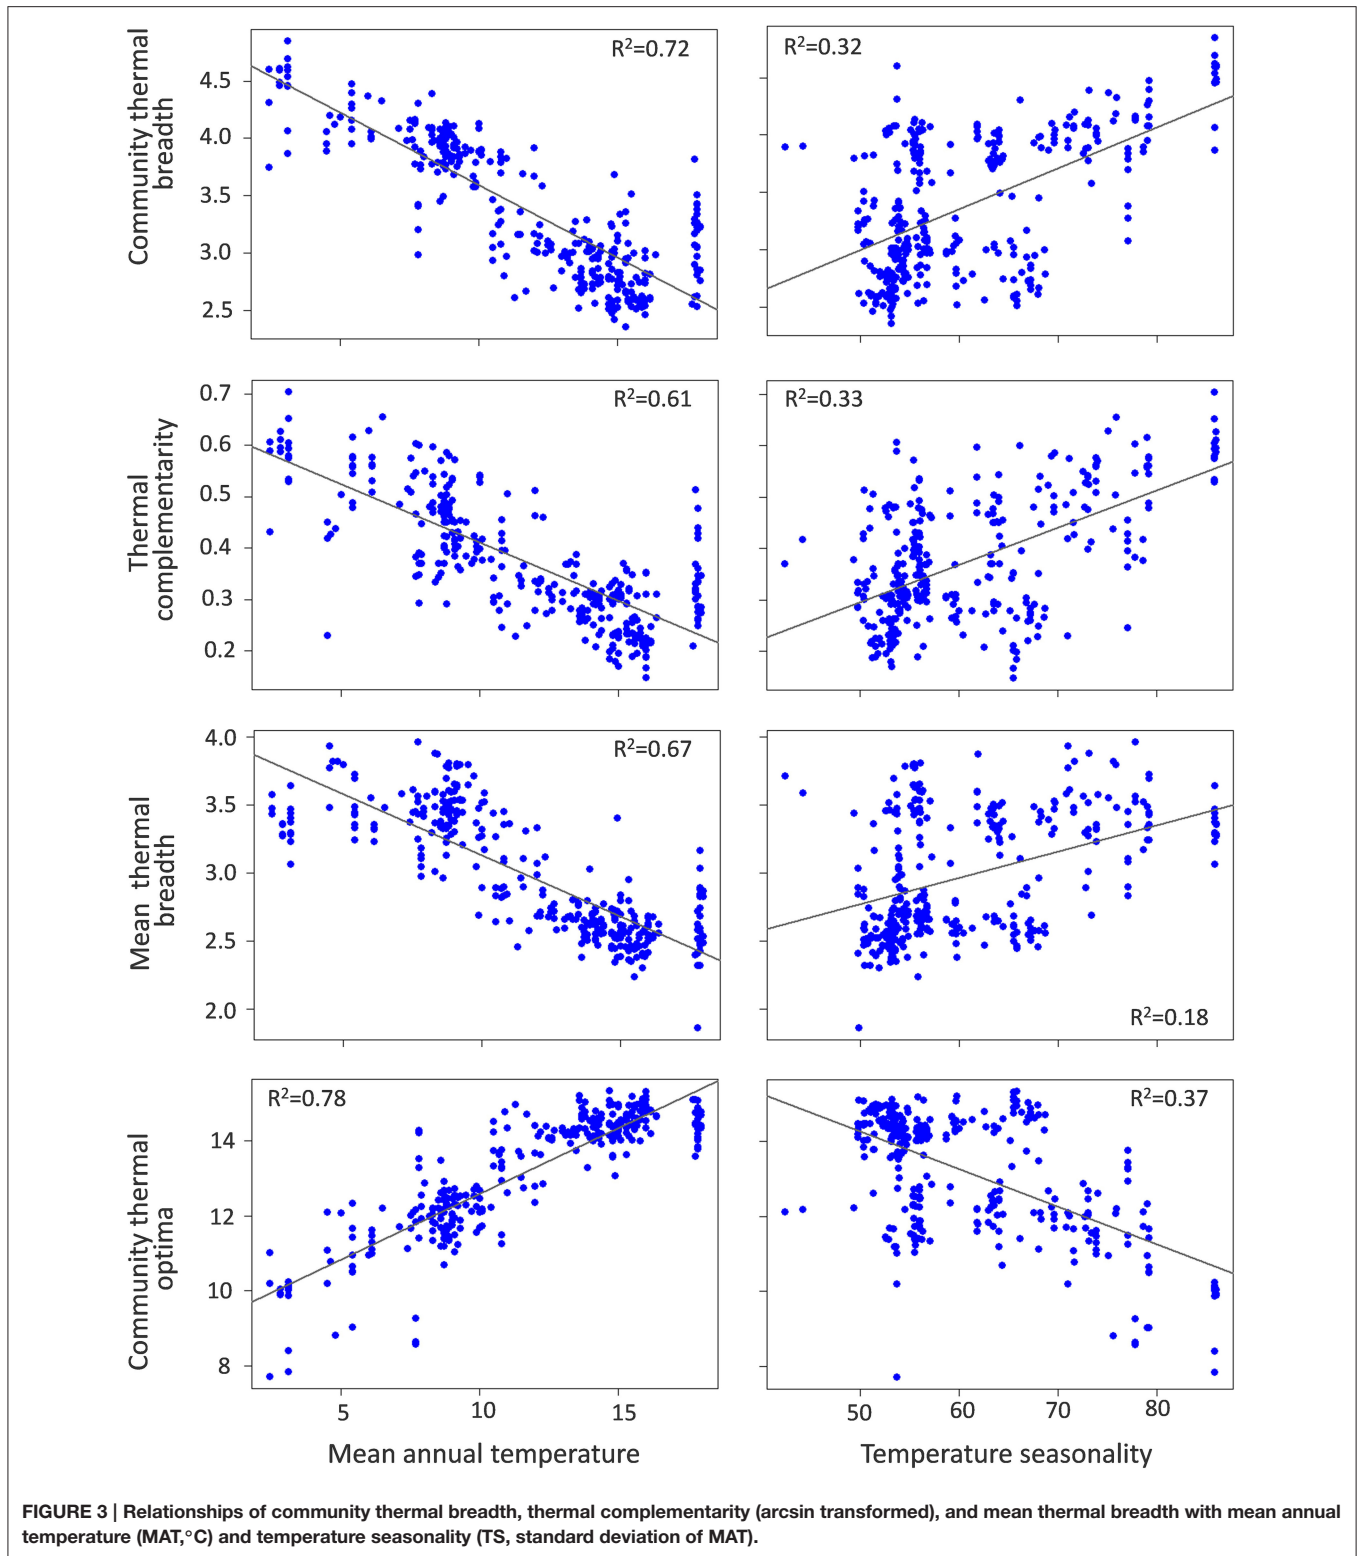 Community thermal
breadth
4.5
4.0
3.5
3.0
2.5
R²=0.72
R²=0.32
Thermal
complementarity
0.7
0.6
0.5
0.4
0.3
0.2
R²=0.61
R²=0.33
Mean thermal
breadth
4.0
3.5
3.0
2.5
2.0
R²=0.67
R²=0.18
Community thermal
optima
14
12
10
8
R²=0.78
R²=0.37
5 10 15
50 60 70 80
Mean annual temperature
Temperature seasonality
FIGURE 3 | Relationships of community thermal breadth, thermal complementarity (arcsin transformed), and mean thermal breadth with mean annual
temperature (MAT,°C) and temperature seasonality (TS, standard deviation of MAT).